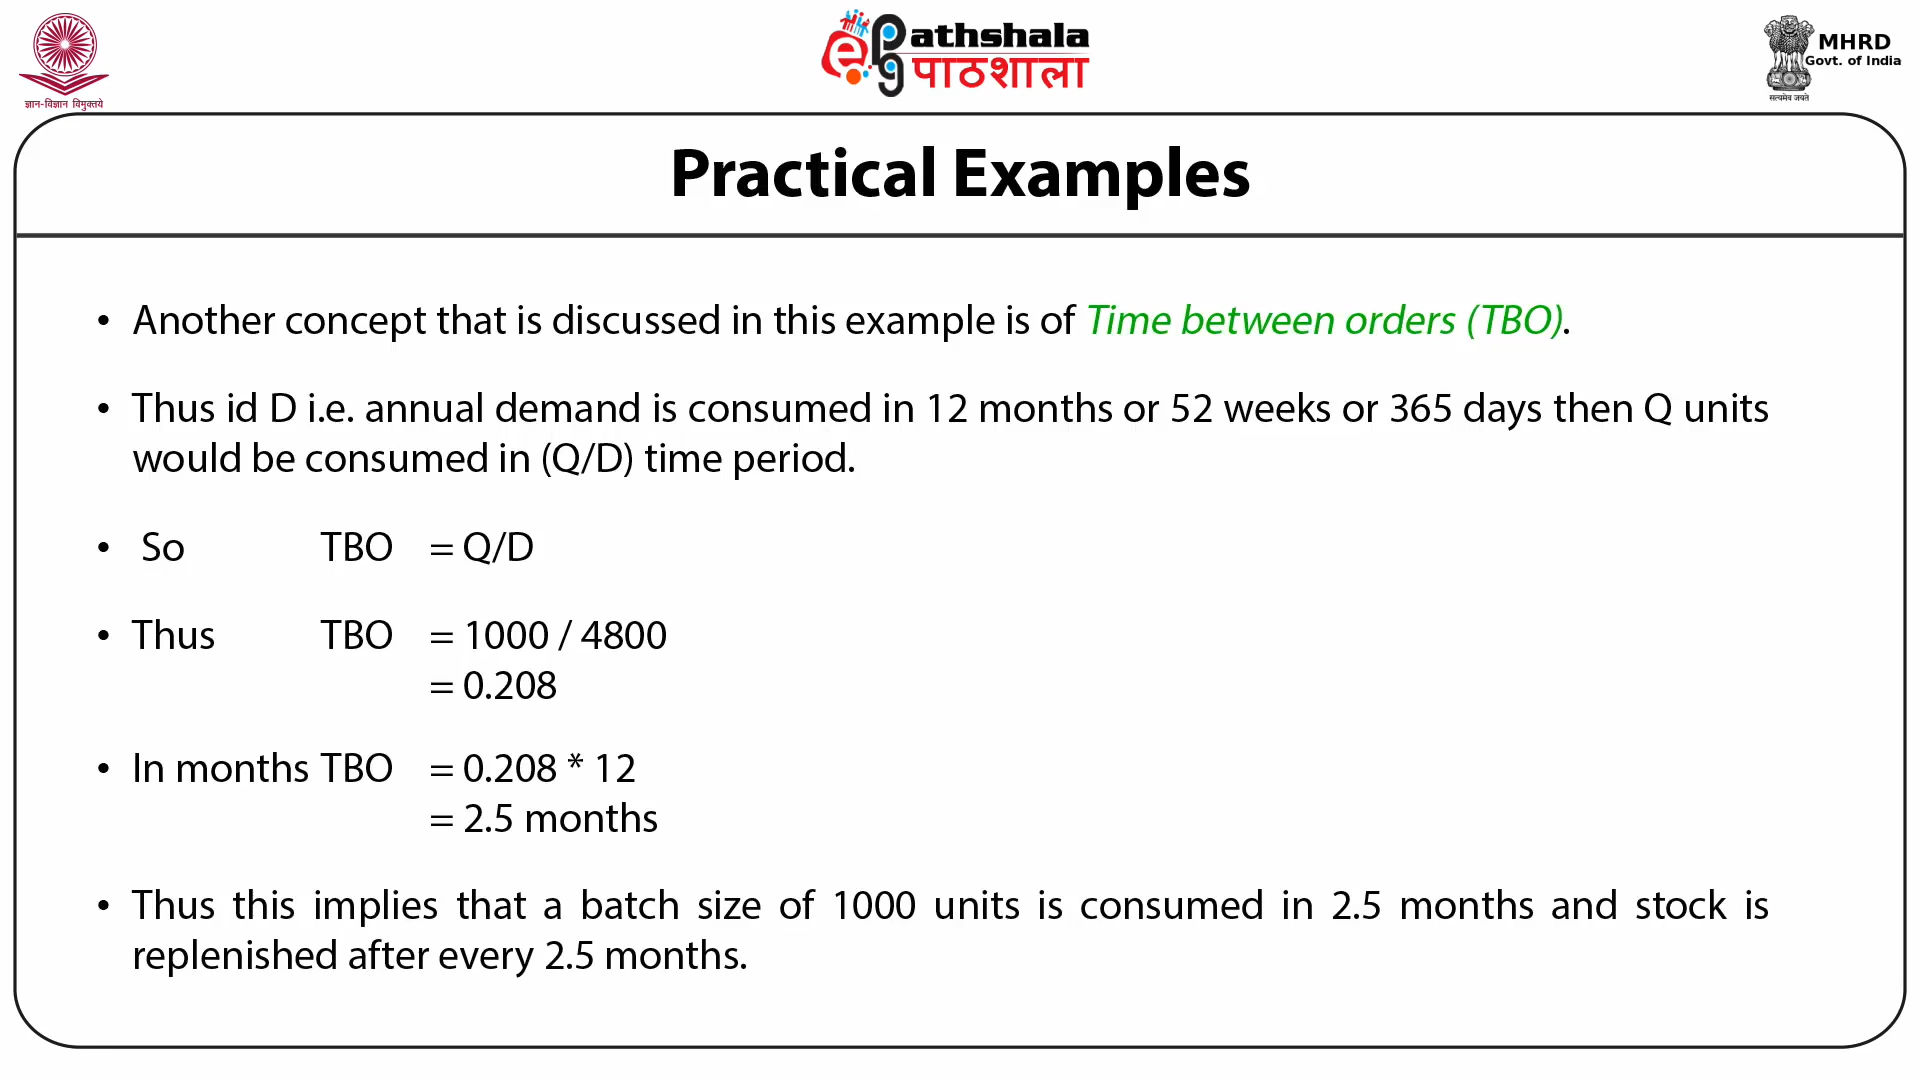 ज्ञान-विज्ञान विमुक्तये
ePathshala
पाठशाला
MHRD
Govt. of India
सत्यमेव जयते
Practical Examples
• Another concept that is discussed in this example is of Time between orders (TBO).
• Thus id D i.e. annual demand is consumed in 12 months or 52 weeks or 365 days then Q units
would be consumed in (Q/D) time period.
• So TBO = Q/D
• Thus TBO = 1000 / 4800
= 0.208
• In months TBO = 0.208 * 12
= 2.5 months
• Thus this implies that a batch size of 1000 units is consumed in 2.5 months and stock is
replenished after every 2.5 months.